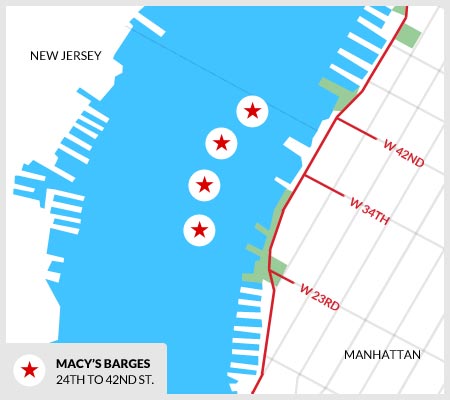 NEW JERSEY
W 42ND
W 34TH
W 23RD
MANHATTAN
MACY'S BARGES
24TH TO 42ND ST.